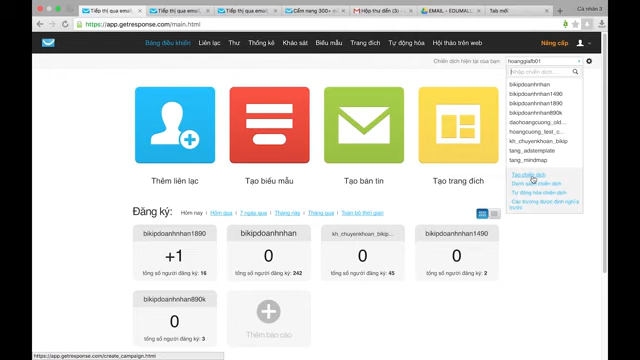 Tiếp thị qua email
Tiếp thị qua email
Tiếp thị qua email
Cẩm nang 300+
Hộp thư đến (3)
EMAIL - EDUMALL
Tab mới
Cá nhân 3
https://app.getresponse.com/main.html
Bảng điều khiển Liên lạc Thư Thống kê Khảo sát Biểu mẫu Trang đích Tự động hóa Hội thảo trên web Nâng cấp
Chiến dịch hiện tại của bạn: hoanggiafb01
Nhập chiến dịch...
bikipdoanhnhan
bikipdoanhnhan1490
bikipdoanhnhan1890
bikipdoanhnhan890k
daohoangcuong_old...
hoangcuong_test_c...
kh_chuyenkhoan_bikip
tang_adstemplate
tang_mindmap
Tạo chiến dịch
Danh sách chiến dịch
Tự động hóa chiến dịch
Các trường được định nghĩa trước
Thêm liên lạc Tạo biểu mẫu Tạo bản tin Tạo trang đích
Đăng ký: Hôm nay Hôm qua 7 ngày qua Tháng này Tháng qua Toàn bộ thời gian
bikipdoanhnhan1890
+1
tổng số người đăng ký: 16
bikipdoanhnhan
0
tổng số người đăng ký: 242
kh_chuyenkhoan_bikip...
0
tổng số người đăng ký: 45
bikipdoanhnhan1490
0
tổng số người đăng ký: 2
bikipdoanhnhan890k
0
tổng số người đăng ký: 3
Thêm báo cáo
https://app.getresponse.com/create_campaign.html